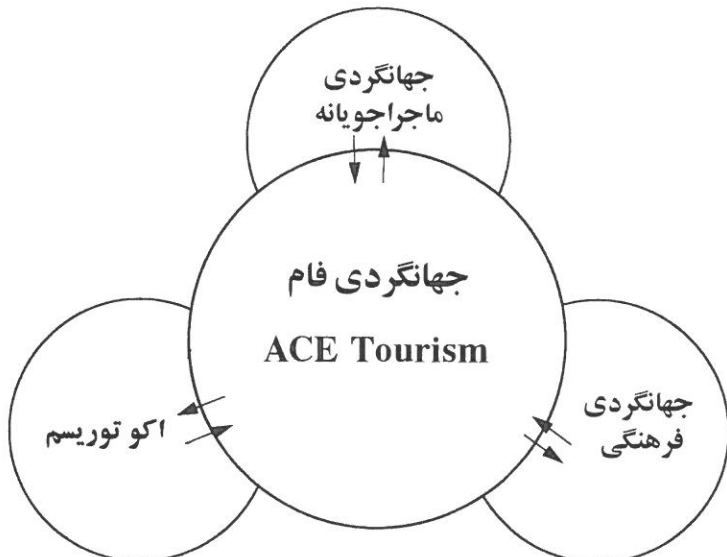 جهانگردی
ماجراجویانه
جهانگردی فام
ACE Tourism
جهانگردی
فرهنگی
اکو توریسم